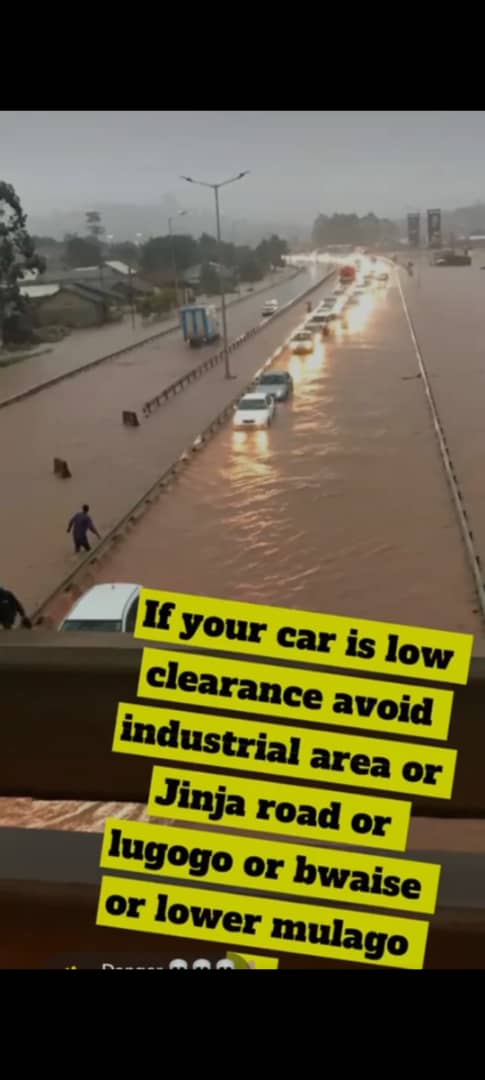 If your car is low
clearance avoid
industrial area or
Jinja road or
lugogo or bwaise
or lower mulago
Danger 💀💀💀